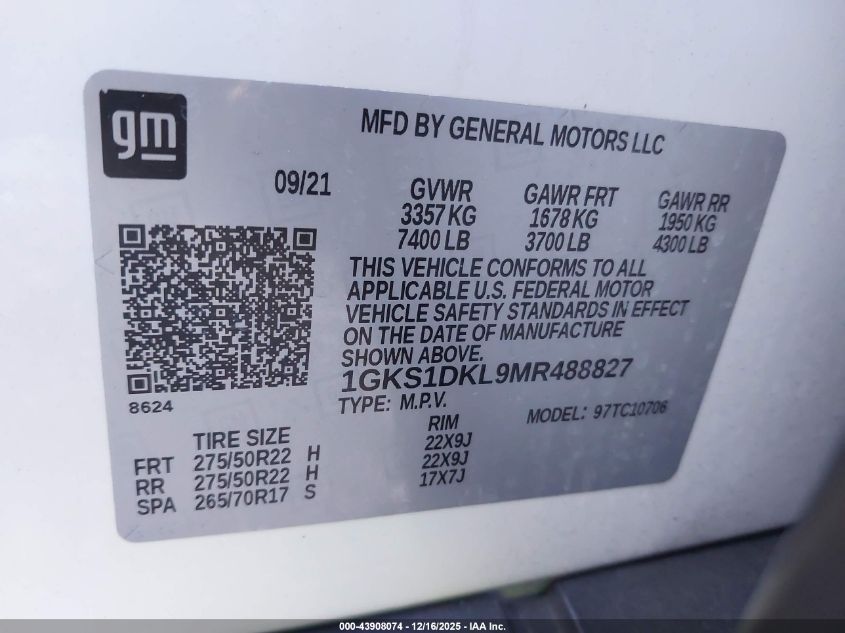 gm
MFD BY GENERAL MOTORS LLC
09/21
GVWR GAWR FRT GAWR RR
3357 KG 1678 KG 1950 KG
7400 LB 3700 LB 4300 LB
THIS VEHICLE CONFORMS TO ALL
APPLICABLE U.S. FEDERAL MOTOR
VEHICLE SAFETY STANDARDS IN EFFECT
ON THE DATE OF MANUFACTURE
SHOWN ABOVE.
1GKS1DKL9MR488827
8624
TYPE: M.P.V. MODEL: 97TC10706
TIRE SIZE RIM
FRT 275/50R22 H 22X9J
RR 275/50R22 H 22X9J
SPA 265/70R17 S 17X7J
000-43908074 - 12/16/2025 - IAA Inc.